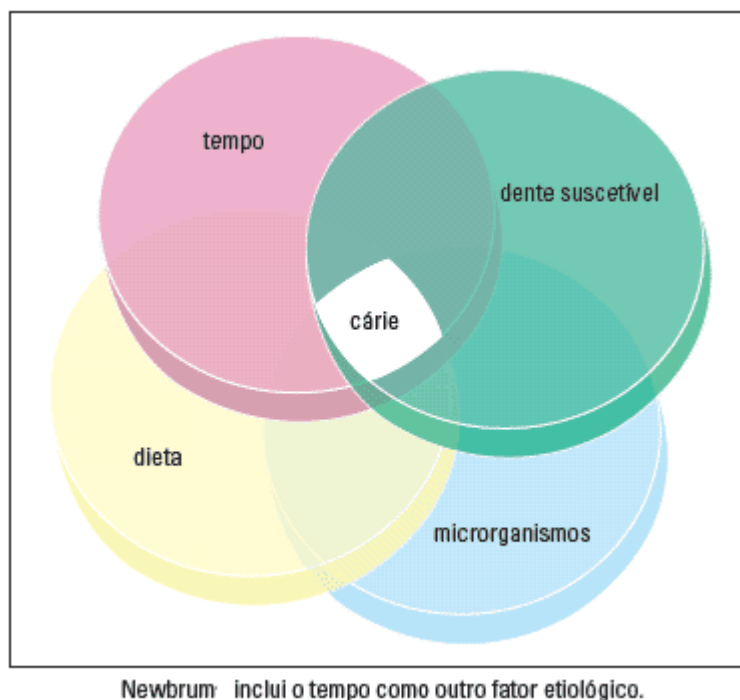 tempo
dente suscetível
cárie
dieta
microrganismos
Newbrum inclui o tempo como outro fator etiológico.